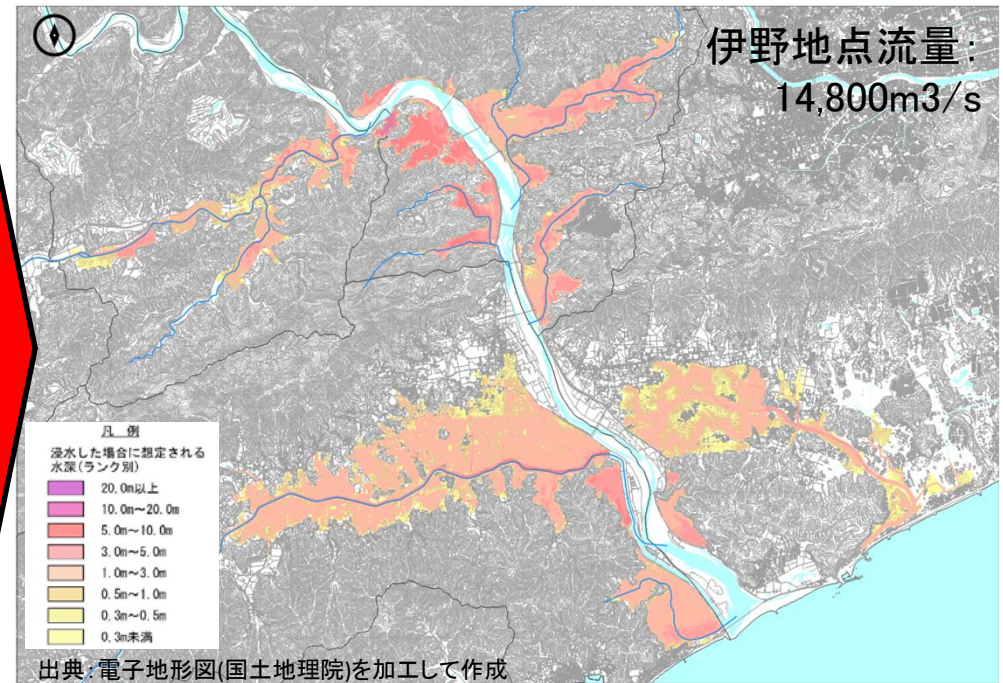 伊野地点流量:
14,800m3/s
凡 例
浸水した場合に想定される
水深(ランク別)
20.0m以上
10.0m～20.0m
5.0m～10.0m
3.0m～5.0m
1.0m～3.0m
0.5m～1.0m
0.3m～0.5m
0.3m未満
出典:電子地形図(国土地理院)を加工して作成